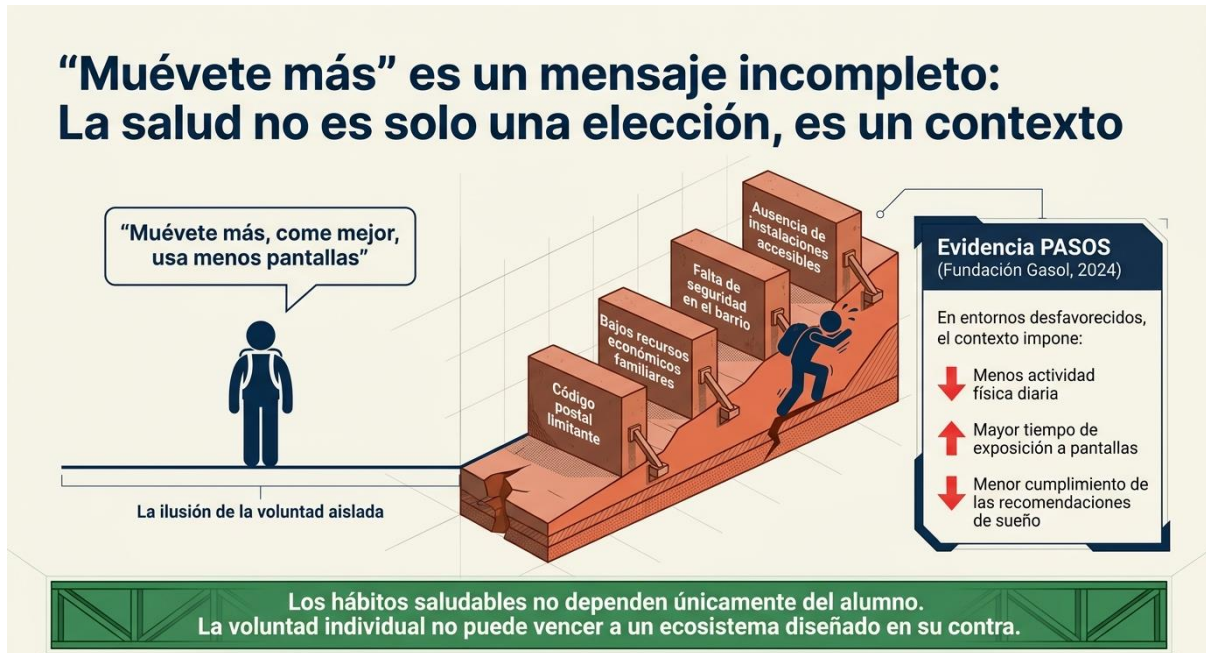 “Muévete más” es un mensaje incompleto:
La salud no es solo una elección, es un contexto
“Muévete más, come mejor,
usa menos pantallas”
La ilusión de la voluntad aislada
Código
postal
limitante
Bajos recursos
económicos
familiares
Falta de
seguridad
en el barrio
Ausencia de
instalaciones
accesibles
Evidencia PASOS
(Fundación Gasol, 2024)
En entornos desfavorecidos,
el contexto impone:
Menos actividad
física diaria
Mayor tiempo de
exposición a pantallas
Menor cumplimiento de
las recomendaciones
de sueño
Los hábitos saludables no dependen únicamente del alumno.
La voluntad individual no puede vencer a un ecosistema diseñado en su contra.